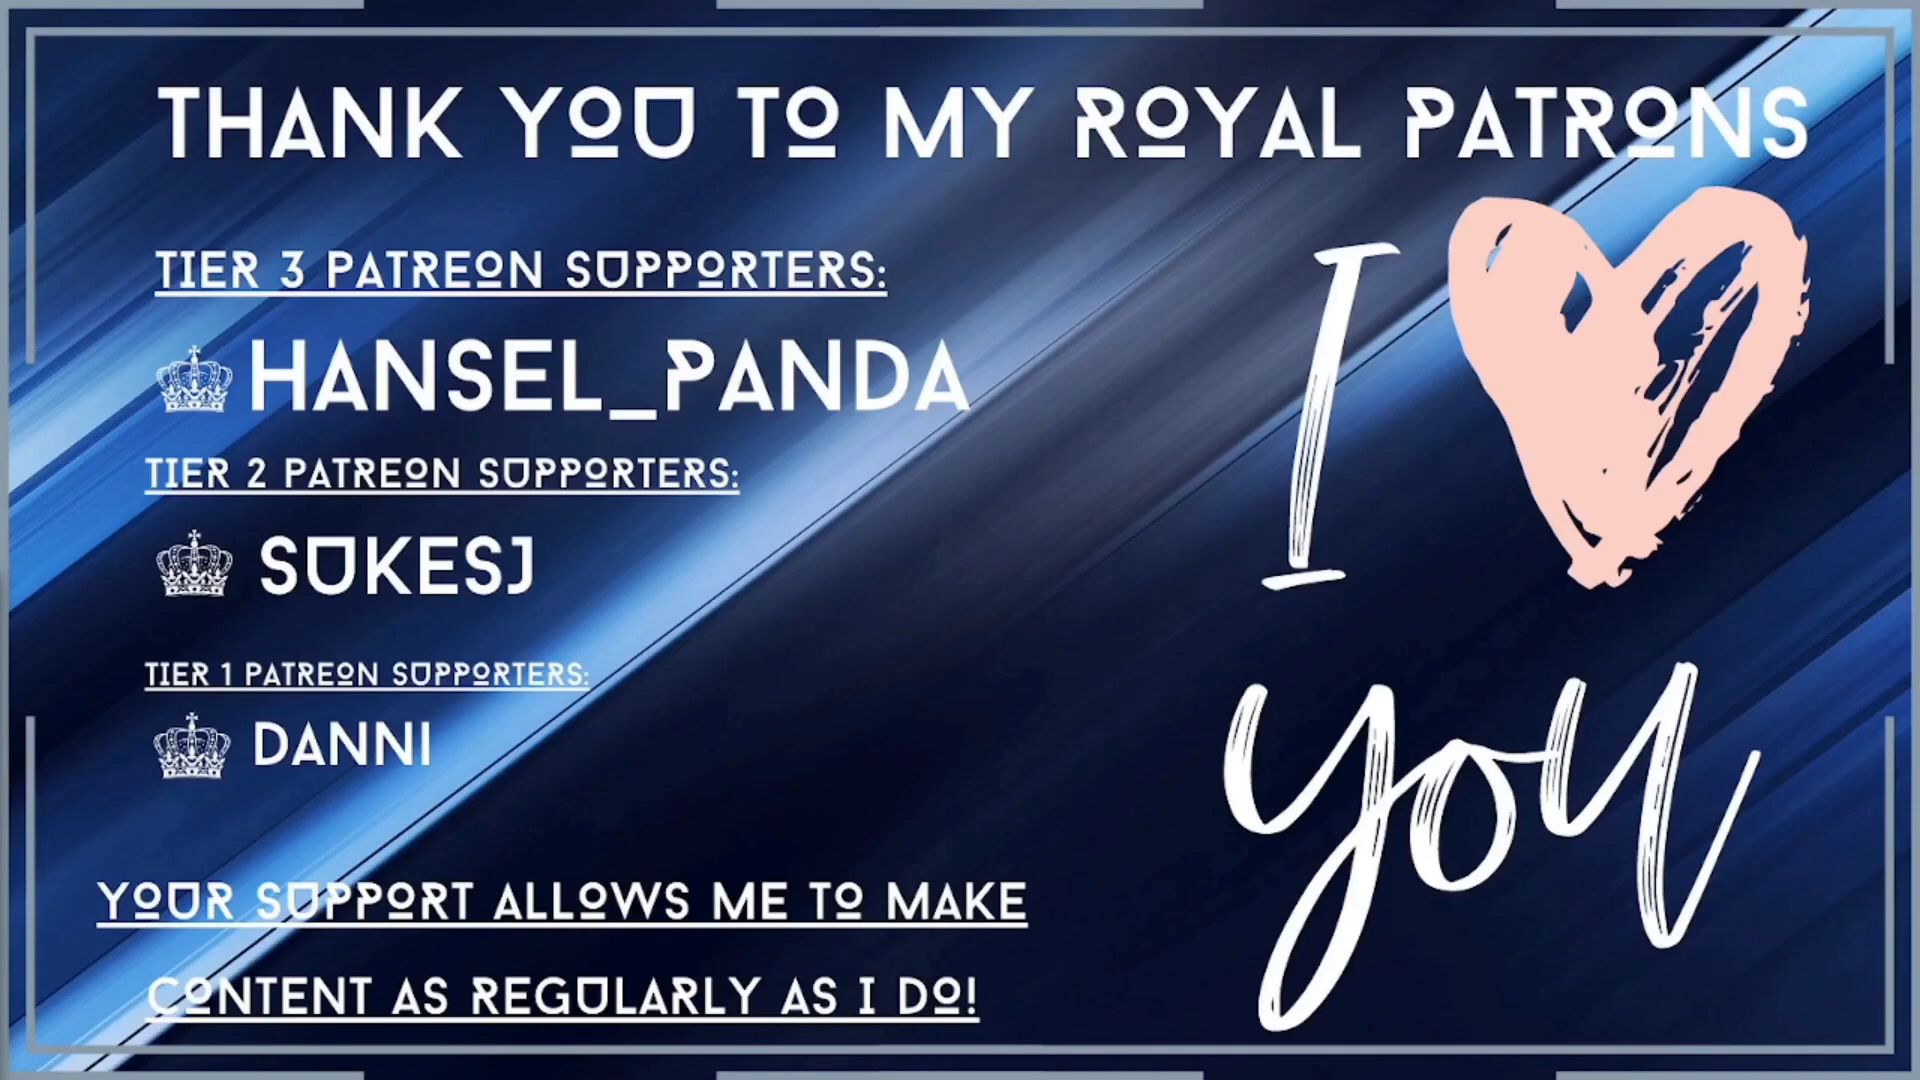 THANK YOU TO MY ROYAL PATRONS
TIER 3 PATREON SUPPORTERS:
HANSEL_PANDA
TIER 2 PATREON SUPPORTERS:
SUKESJ
TIER 1 PATREON SUPPORTERS:
DANNI
YOUR SUPPORT ALLOWS ME TO MAKE
CONTENT AS REGULARLY AS I DO!
I
you